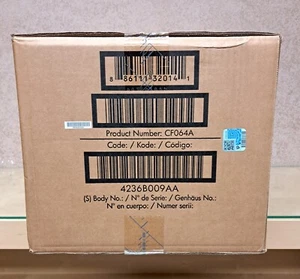 8 86111 32014 1
Product Number: CF064A
Code: / Kode: / Código:
4236B009AA
(S) Body No.: / N° de Serie: / Genhäus No.:
N° en cuerpo: / Numer serii: